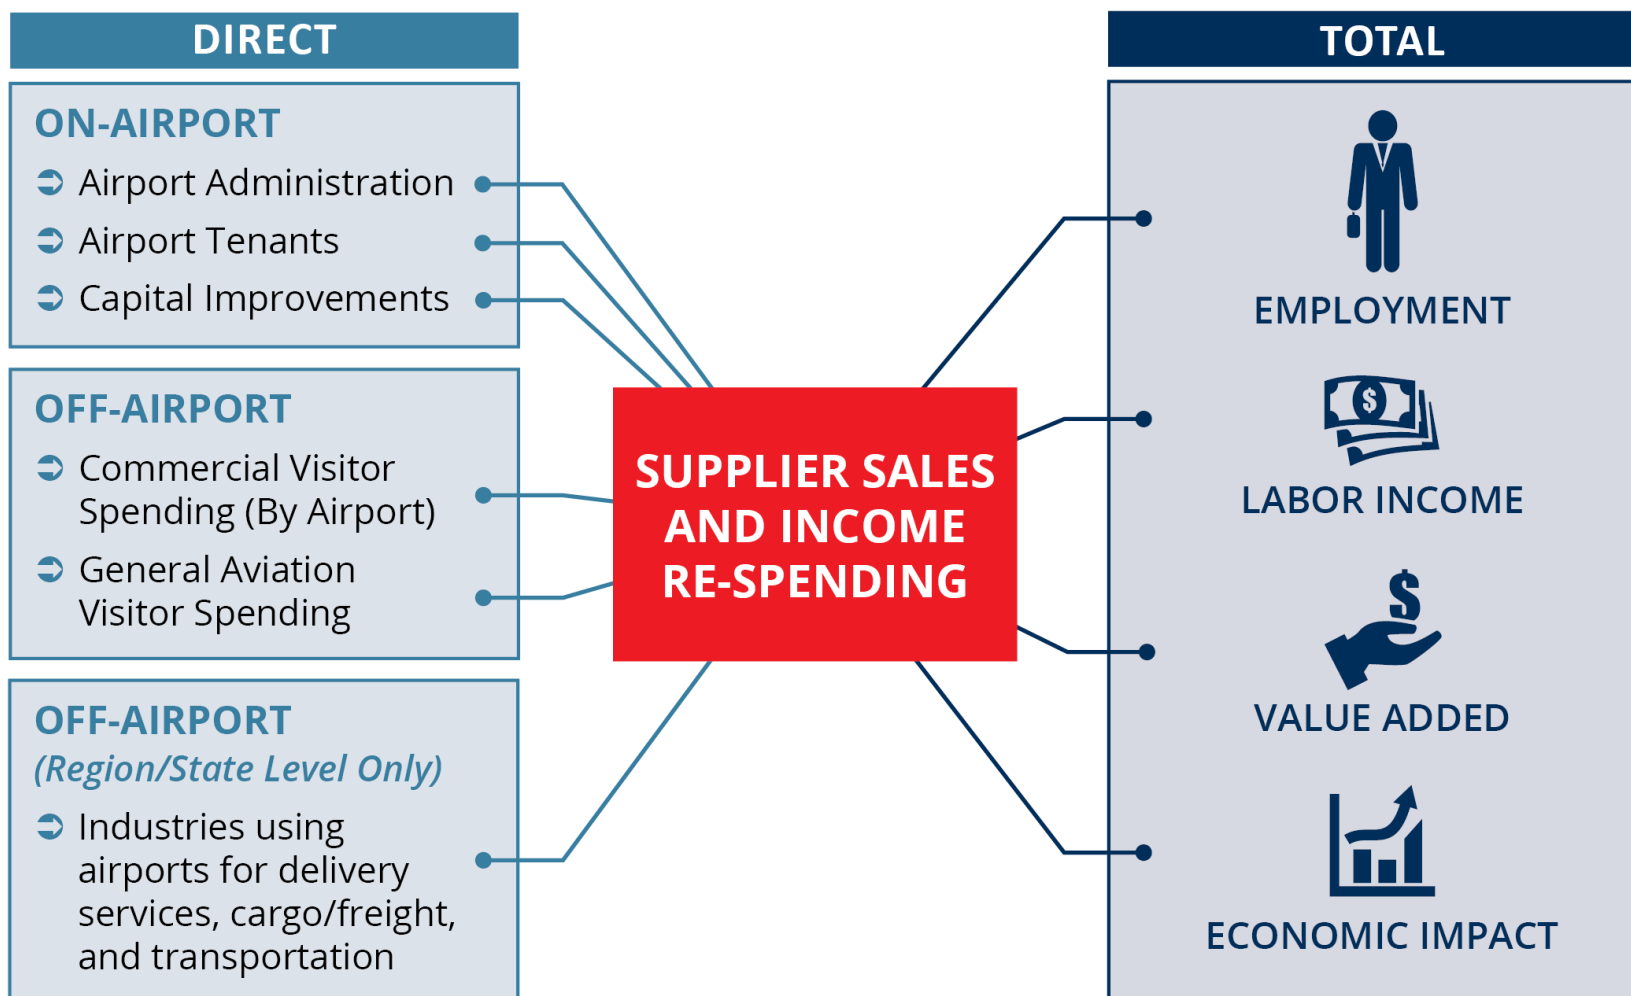 DIRECT
ON-AIRPORT
Airport Administration
Airport Tenants
Capital Improvements
OFF-AIRPORT
Commercial Visitor
Spending (By Airport)
General Aviation
Visitor Spending
OFF-AIRPORT
(Region/State Level Only)
Industries using
airports for delivery
services, cargo/freight,
and transportation
SUPPLIER SALES
AND INCOME
RE-SPENDING
TOTAL
EMPLOYMENT
$
LABOR INCOME
$
VALUE ADDED
ECONOMIC IMPACT